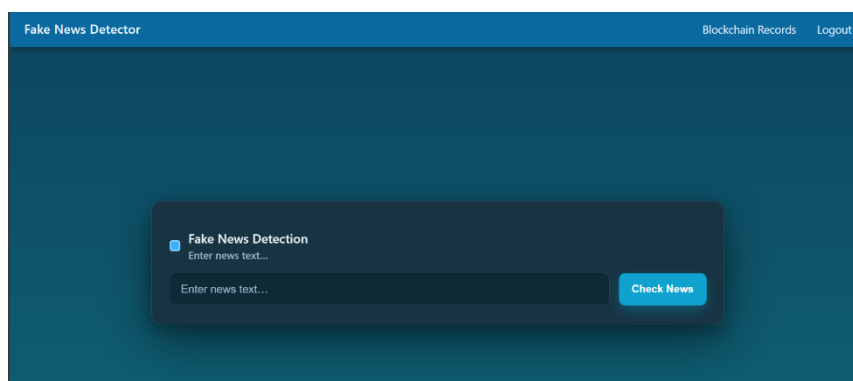 Fake News Detector
Blockchain Records
Logout
Fake News Detection
Enter news text...
Enter news text...
Check News